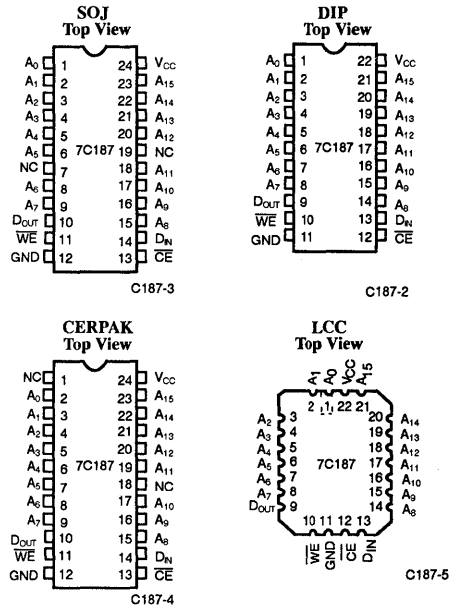 SOJ
Top View
A0 1 24 VCC
A1 2 23 A15
A2 3 22 A14
A3 4 21 A13
A4 5 20 A12
A5 6 7C187 19 NC
NC 7 18 A11
A6 8 17 A10
A7 9 16 A9
DOUT 10 15 A8
WE 11 14 DIN
GND 12 13 CE
C187-3
DIP
Top View
A0 1 22 VCC
A1 2 21 A15
A2 3 20 A14
A3 4 19 A13
A4 5 18 A12
A5 6 7C187 17 A11
A6 7 16 A10
A7 8 15 A9
DOUT 9 14 A8
WE 10 13 DIN
GND 11 12 CE
C187-2
CERPAK
Top View
NC 1 24 VCC
A0 2 23 A15
A1 3 22 A14
A2 4 21 A13
A3 5 20 A12
A4 6 7C187 19 A11
A5 7 18 NC
A6 8 17 A10
A7 9 16 A9
DOUT 10 15 A8
WE 11 14 DIN
GND 12 13 CE
C187-4
LCC
Top View
A1 A0 VCC A15
2 1 22 21
A2 3 20 A14
A3 4 19 A13
A4 5 18 A12
A5 6 7C187 17 A11
A6 7 16 A10
A7 8 15 A9
DOUT 9 14 A8
10 11 12 13
WE GND CE DIN
C187-5